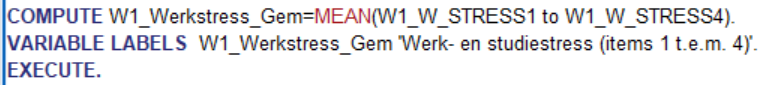 COMPUTE W1_Werkstress_Gem=MEAN(W1_W_STRESS1 to W1_W_STRESS4).
VARIABLE LABELS  W1_Werkstress_Gem 'Werk- en studiestress (items 1 t.e.m. 4)'.
EXECUTE.